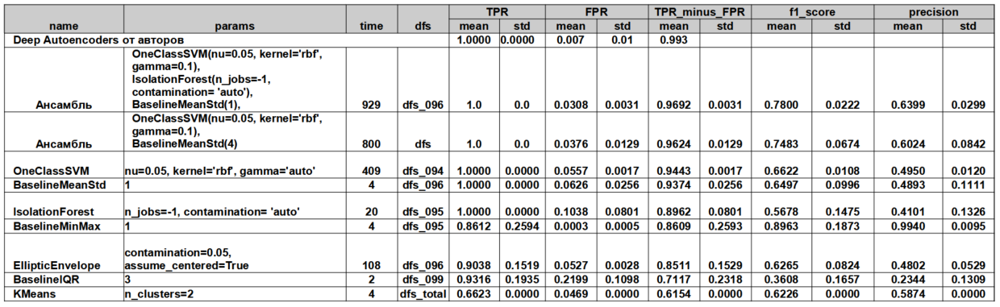 TPR FPR TPR_minus_FPR f1_score precision
name params time dfs mean std mean std mean std mean std mean std
Deep Autoencoders от авторов 1.0000 0.0000 0.007 0.01 0.993
OneClassSVM(nu=0.05, kernel='rbf',
gamma=0.1),
IsolationForest(n_jobs=-1,
contamination= 'auto'),
Ансамбль BaselineMeanStd(1), 929 dfs_096 1.0 0.0 0.0308 0.0031 0.9692 0.0031 0.7800 0.0222 0.6399 0.0299
OneClassSVM(nu=0.05, kernel='rbf',
gamma=0.1),
Ансамбль BaselineMeanStd(4) 800 dfs 1.0 0.0 0.0376 0.0129 0.9624 0.0129 0.7483 0.0674 0.6024 0.0842
OneClassSVM nu=0.05, kernel='rbf', gamma='auto' 409 dfs_094 1.0000 0.0000 0.0557 0.0017 0.9443 0.0017 0.6622 0.0108 0.4950 0.0120
BaselineMeanStd 1 4 dfs_096 1.0000 0.0000 0.0626 0.0256 0.9374 0.0256 0.6497 0.0996 0.4893 0.1111
IsolationForest n_jobs=-1, contamination= 'auto' 20 dfs_095 1.0000 0.0000 0.1038 0.0801 0.8962 0.0801 0.5678 0.1475 0.4101 0.1326
BaselineMinMax 1 4 dfs_095 0.8612 0.2594 0.0003 0.0005 0.8609 0.2593 0.8963 0.1873 0.9940 0.0095
contamination=0.05,
EllipticEnvelope assume_centered=True 108 dfs_096 0.9038 0.1519 0.0527 0.0028 0.8511 0.1529 0.6265 0.0824 0.4802 0.0529
BaselineIQR 3 2 dfs_099 0.9316 0.1935 0.2199 0.1098 0.7117 0.2318 0.3608 0.1657 0.2344 0.1309
KMeans n_clusters=2 4 dfs_total 0.6623 0.0000 0.0469 0.0000 0.6154 0.0000 0.6226 0.0000 0.5874 0.0000